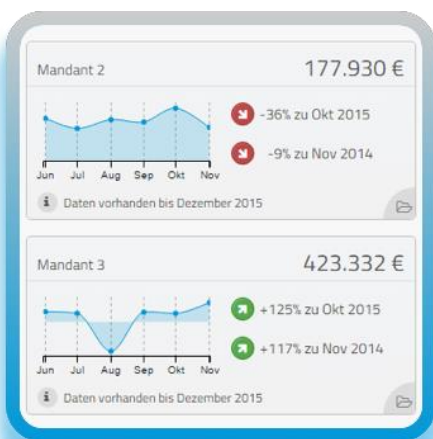 Mandant 2 177.930 €
-36% zu Okt 2015
-9% zu Nov 2014
Jun Jul Aug Sep Okt Nov
i Daten vorhanden bis Dezember 2015
Mandant 3 423.332 €
+125% zu Okt 2015
+117% zu Nov 2014
Jun Jul Aug Sep Okt Nov
i Daten vorhanden bis Dezember 2015